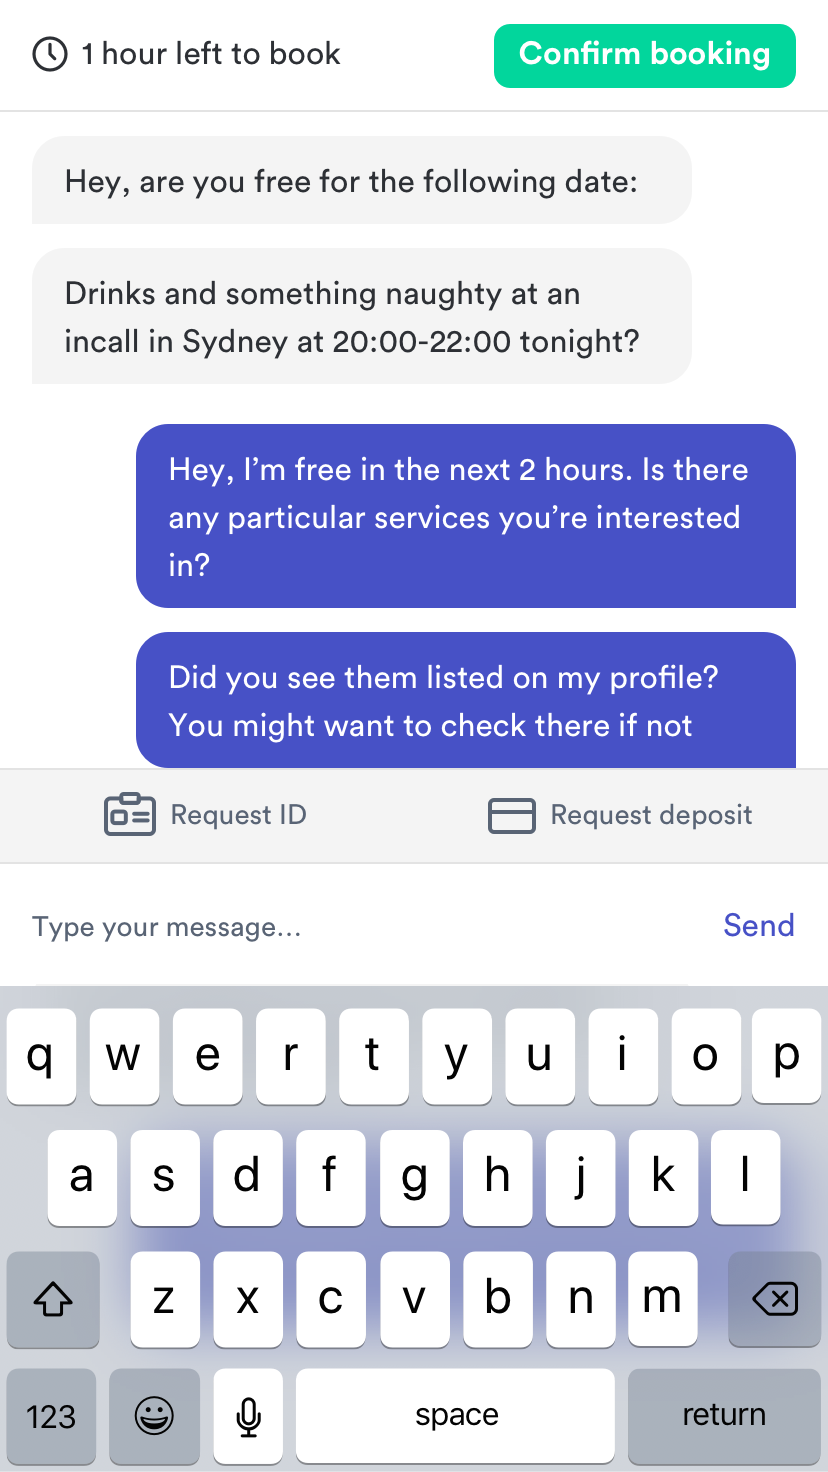 1 hour left to book
Confirm booking
Hey, are you free for the following date:
Drinks and something naughty at an
incall in Sydney at 20:00-22:00 tonight?
Hey, I’m free in the next 2 hours. Is there
any particular services you’re interested
in?
Did you see them listed on my profile?
You might want to check there if not
Request ID
Request deposit
Type your message...
Send
q w e r t y u i o p
a s d f g h j k l
z x c v b n m
123 space return